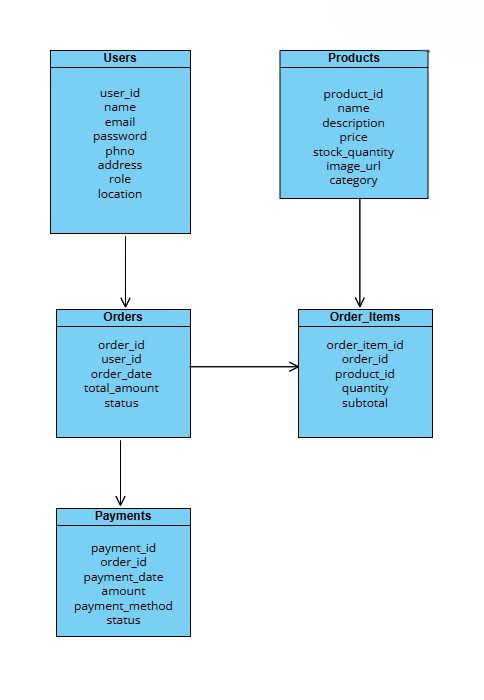 Users
user_id
name
email
password
phno
address
role
location
Products
product_id
name
description
price
stock_quantity
image_url
category
Orders
order_id
user_id
order_date
total_amount
status
Order_Items
order_item_id
order_id
product_id
quantity
subtotal
Payments
payment_id
order_id
payment_date
amount
payment_method
status